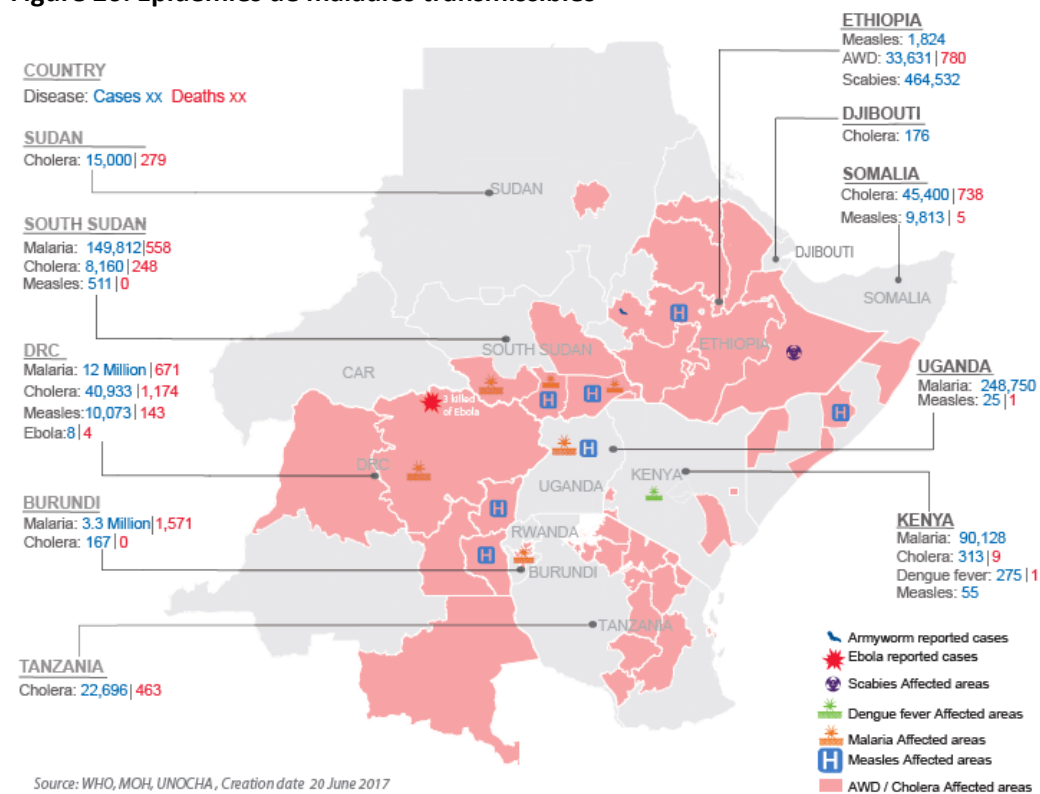 COUNTRY
Disease: Cases xx Deaths xx
SUDAN
Cholera: 15,000| 279
SOUTH SUDAN
Malaria: 149,812|558
Cholera: 8,160| 248
Measles: 511|0
DRC
Malaria: 12 Million|671
Cholera: 40,933|1,174
Measles:10,073| 143
Ebola:8| 4
BURUNDI
Malaria: 3.3 Million|1,571
Cholera: 167|0
TANZANIA
Cholera: 22,696| 463
ETHIOPIA
Measles: 1,824
AWD: 33,631|780
Scabies: 464,532
DJIBOUTI
Cholera: 176
SOMALIA
Cholera: 45,400|738
Measles: 9,813| 5
UGANDA
Malaria: 248,750
Measles: 25|1
KENYA
Malaria: 90,128
Cholera: 313|9
Dengue fever: 275|1
Measles: 55
SUDAN
DJIBOUTI
SOMALIA
SOUTH SUDAN
ETHIOPIA
CAR
3 killed
of Ebola
DRC
UGANDA
KENYA
RWANDA
BURUNDI
TANZANIA
Armyworm reported cases
Ebola reported cases
Scabies Affected areas
Dengue fever Affected areas
Malaria Affected areas
Measles Affected areas
AWD / Cholera Affected areas
Source: WHO, MOH, UNOCHA , Creation date 20 June 2017